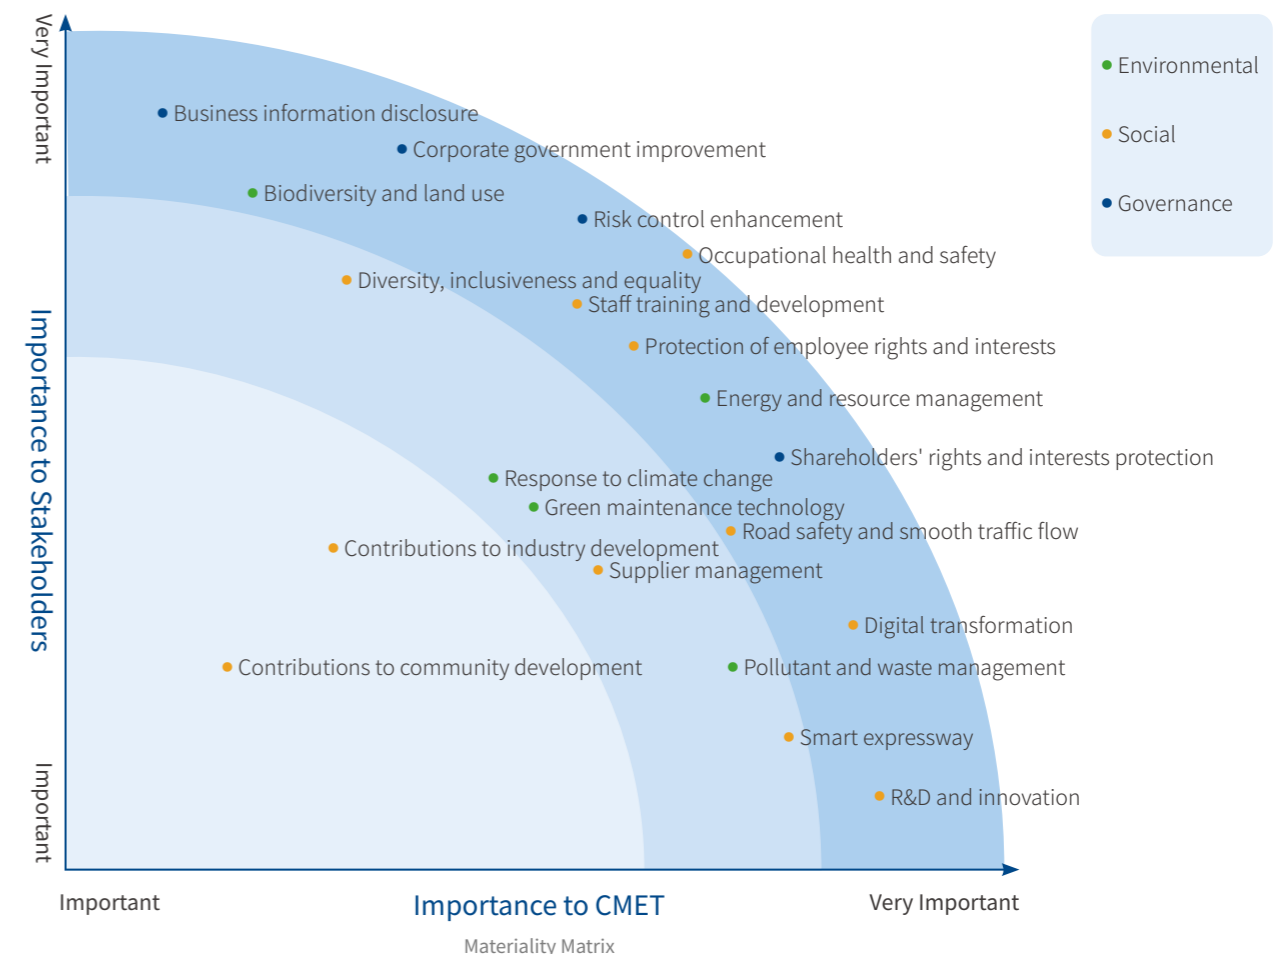 Very Important
Environmental
Business information disclosure
Social
Corporate government improvement
Biodiversity and land use
Governance
Risk control enhancement
Occupational health and safety
Diversity, inclusiveness and equality
Staff training and development
Protection of employee rights and interests
Energy and resource management
Importance to Stakeholders
Shareholders' rights and interests protection
Response to climate change
Green maintenance technology
Road safety and smooth traffic flow
Contributions to industry development
Supplier management
Digital transformation
Contributions to community development
Pollutant and waste management
Smart expressway
R&D and innovation
Important
Important
Importance to CMET
Very Important
Materiality Matrix